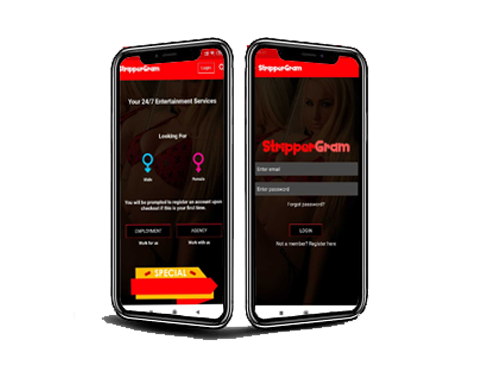 StripperGram
Login
Your 24/7 Entertainment Services
Looking For
Male
Female
You will be prompted to register an account upon
checkout if this is your first time.
EMPLOYMENT
AGENCY
Work for us
Work with us
SPECIAL
StripperGram
StripperGram
Enter email
Enter password
Forgot password?
LOGIN
Not a member? Register here